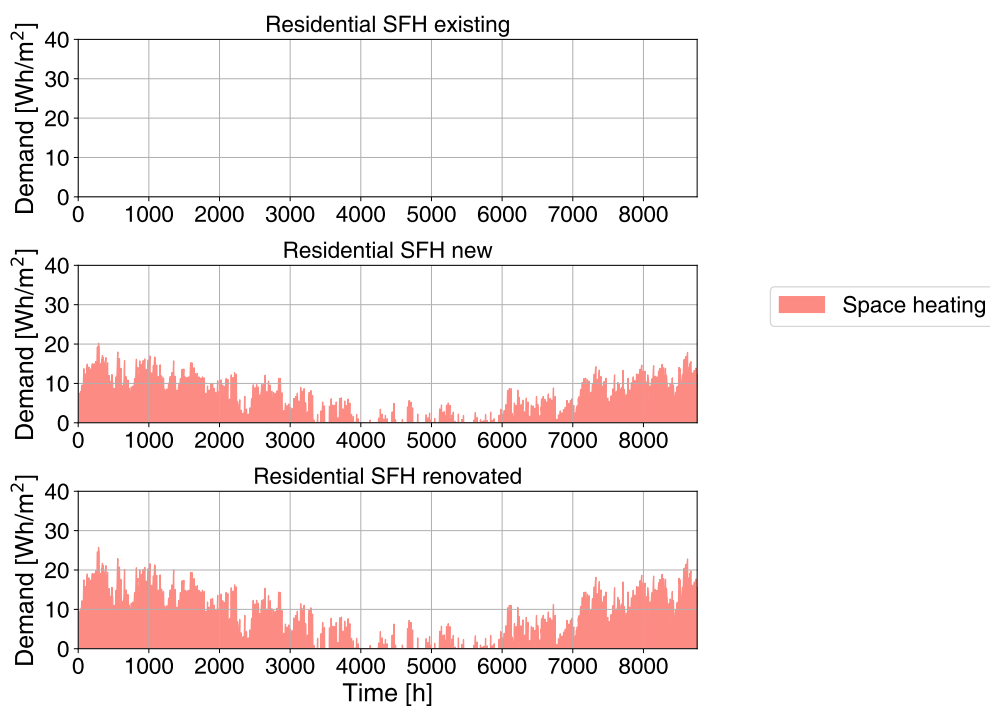 Residential SFH existing
Demand [Wh/m²]
40
30
20
10
0
0 1000 2000 3000 4000 5000 6000 7000 8000
Residential SFH new
Demand [Wh/m²]
40
30
20
10
0
0 1000 2000 3000 4000 5000 6000 7000 8000
Space heating
Residential SFH renovated
Demand [Wh/m²]
40
30
20
10
0
0 1000 2000 3000 4000 5000 6000 7000 8000
Time [h]